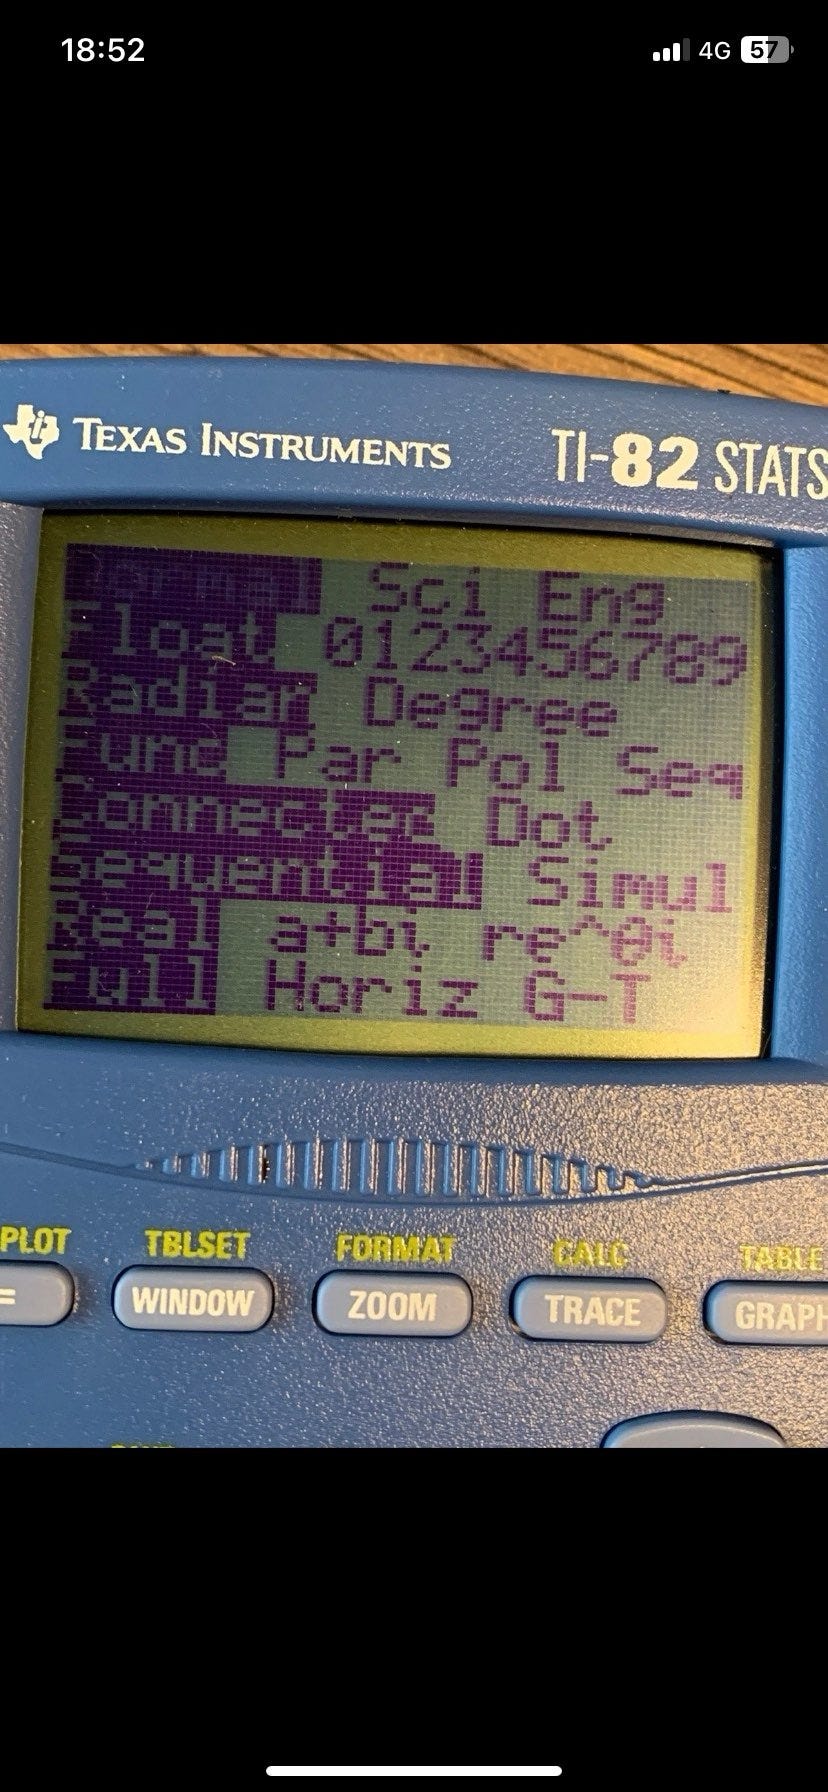 18:52 4G 57
TEXAS INSTRUMENTS TI-82 STATS
Normal Sci Eng
Float 0123456789
Radian Degree
Func Par Pol Seq
Connected Dot
Sequential Simul
Real a+bi re^θi
Full Horiz G-T
PLOT TBLSET FORMAT CALC TABLE
= WINDOW ZOOM TRACE GRAPH